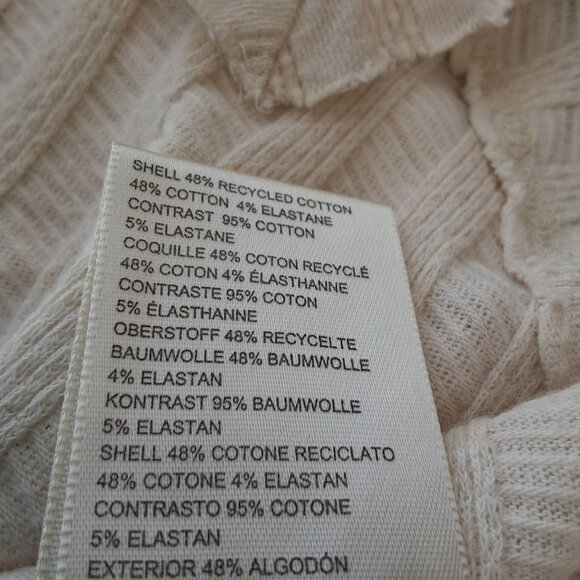 SHELL 48% RECYCLED COTTON
48% COTTON 4% ELASTANE
CONTRAST 95% COTTON
5% ELASTANE
COQUILLE 48% COTON RECYCLÉ
48% COTON 4% ÉLASTHANNE
CONTRASTE 95% COTON
5% ÉLASTHANNE
OBERSTOFF 48% RECYCELTE
BAUMWOLLE 48% BAUMWOLLE
4% ELASTAN
KONTRAST 95% BAUMWOLLE
5% ELASTAN
SHELL 48% COTONE RECICLATO
48% COTONE 4% ELASTAN
CONTRASTO 95% COTONE
5% ELASTAN
EXTERIOR 48% ALGODÓN